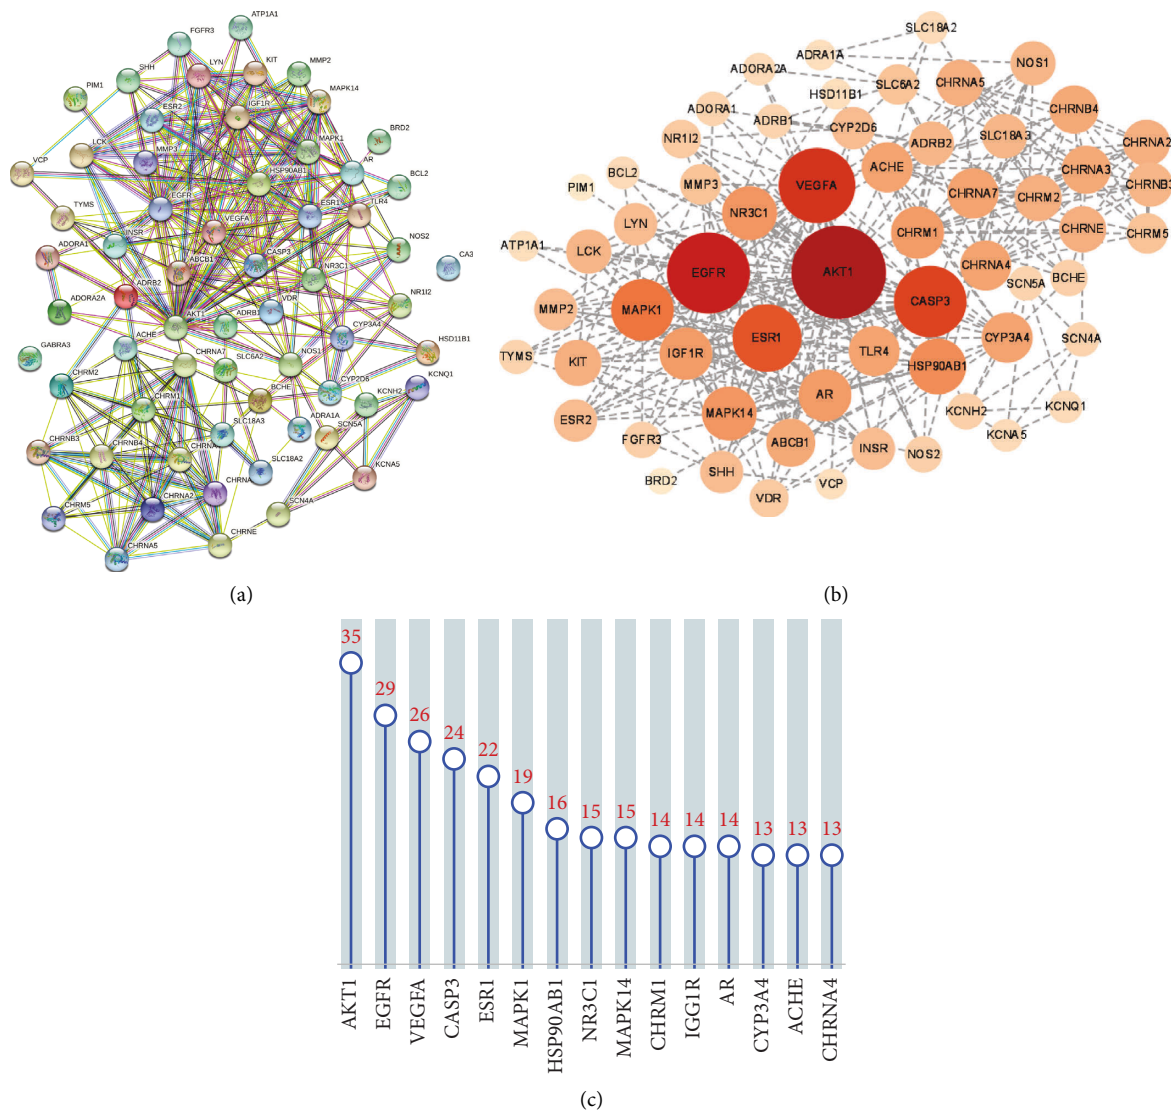 ATP1A1
FGFR3
LYN
KIT
MMP2
SHH
PIM1
MAPK14
IGF1R
ESR2
BRD2
MAPK1
LCK
MMP3
AR
VCP
HSP90AB1
BCL2
EGFR
TYMS
ESR1
TLR4
VEGFA
INSR
NOS2
ADORA1
CASP3
CA3
ABCB1
NR3C1
ADRB2
NR1I2
VDR
ADORA2A
AKT1
ADRB1
CYP3A4
ACHE
HSD11B1
GABRA3
NOS1
CHRNA7
SLC6A2
CHRM2
KCNQ1
CYP2D6
BCHE
KCNH2
CHRM1
ADRA1A
SLC18A3
SCN5A
CHRNB3
CHRNB4
CHRNA
SLC18A2
KCNA5
CHRNA
CHRNA2
SCN4A
CHRM5
CHRNE
CHRNA5
(a)
SLC18A2
ADRA1A
ADORA2A
NOS1
SLC6A2
CHRNA5
HSD11B1
ADORA1
CHRNB4
ADRB1
CYP2D6
NR1I2
SLC18A3
ADRB2
CHRNA2
ACHE
CHRNA3
BCL2
MMP3
VEGFA
CHRNA7
CHRNB3
PIM1
CHRM2
NR3C1
LYN
CHRNE
CHRM1
CHRM5
ATP1A1
LCK
CHRNA4
EGFR
AKT1
BCHE
SCN5A
CASP3
MMP2
MAPK1
ESR1
CYP3A4
SCN4A
TYMS
IGF1R
TLR4
KIT
HSP90AB1
AR
KCNQ1
MAPK14
KCNH2
ESR2
KCNA5
FGFR3
ABCB1
INSR
NOS2
SHH
BRD2
VCP
VDR
(b)
35
29
26
24
22
19
16
15
15
14
14
14
13
13
13
AKT1
EGFR
VEGFA
CASP3
ESR1
MAPK1
HSP90AB1
NR3C1
MAPK14
CHRM1
IGG1R
AR
CYP3A4
ACHE
CHRNA4
(c)